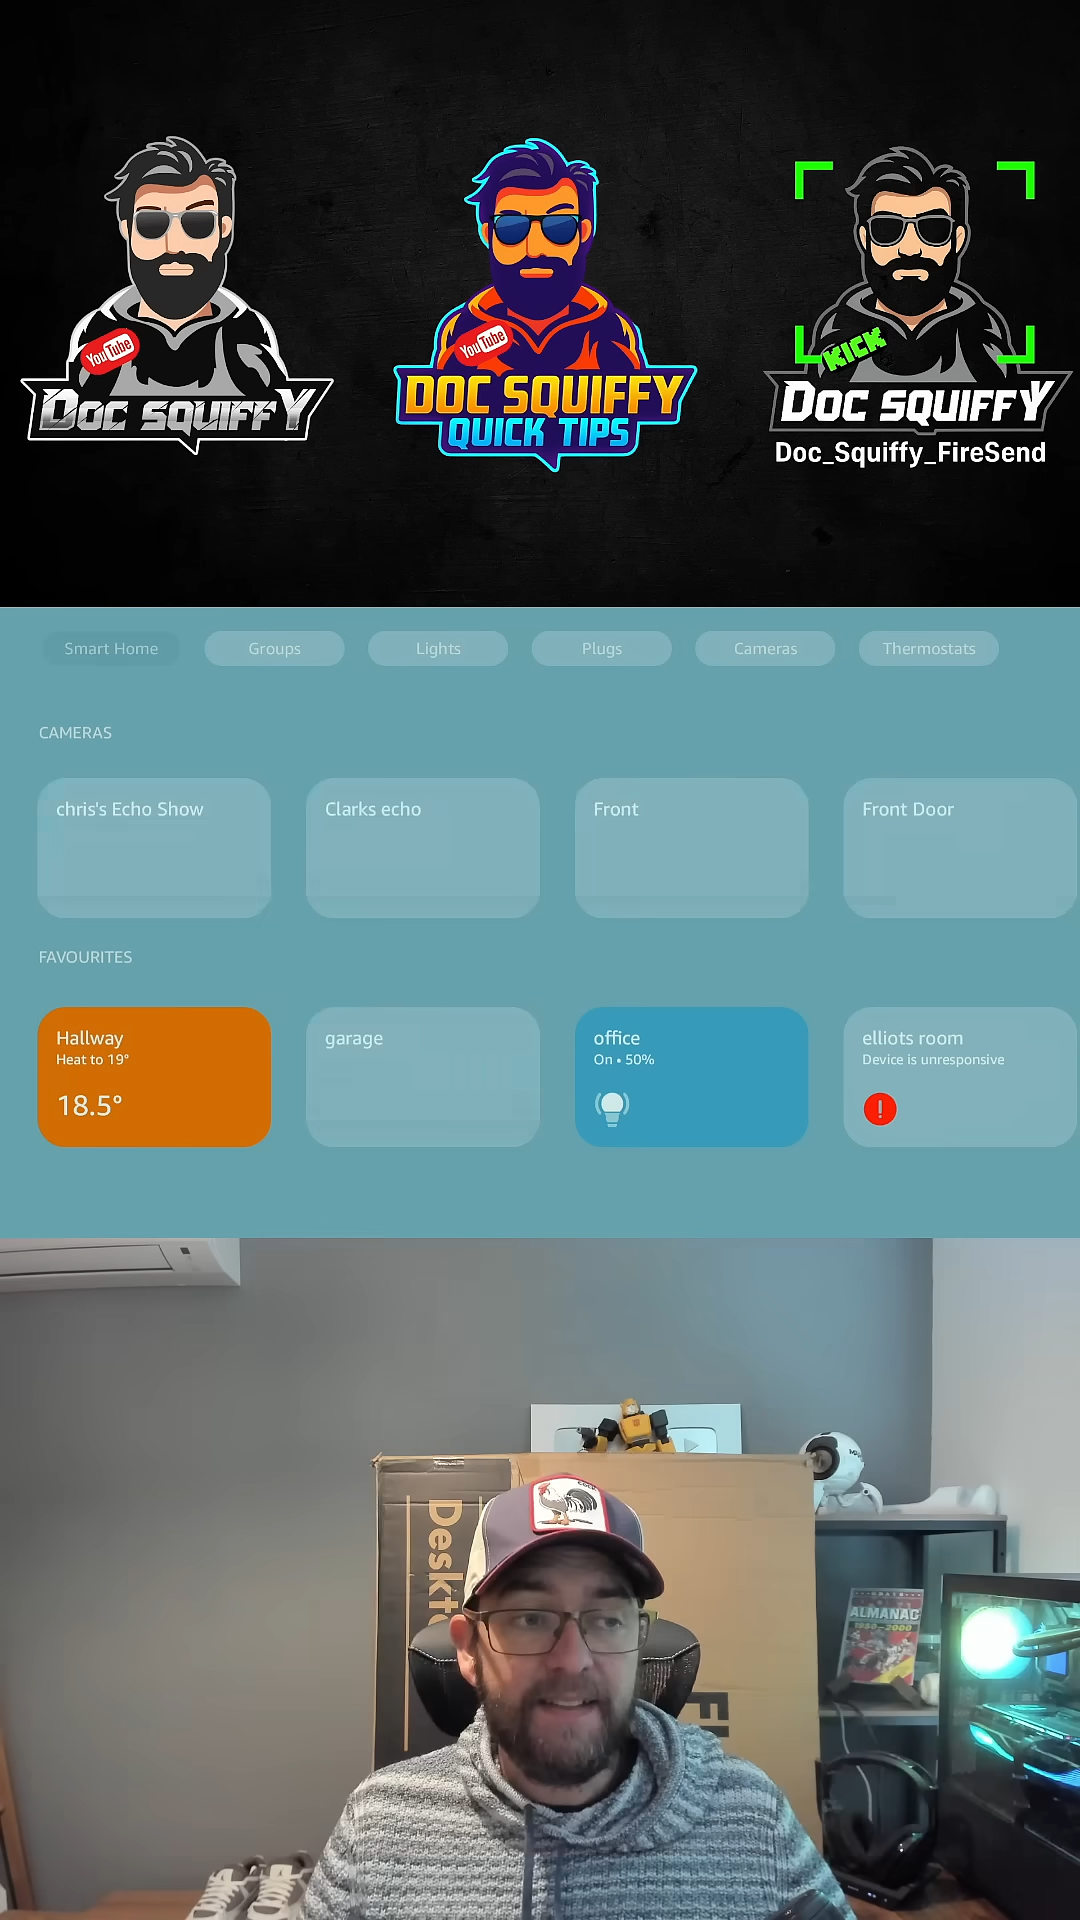 YouTube
DOC SQUIFFY
YouTube
DOC SQUIFFY
QUICK TIPS
KICK
DOC SQUIFFY
Doc_Squiffy_FireSend
Smart Home
Groups
Lights
Plugs
Cameras
Thermostats
CAMERAS
chris's Echo Show
Clarks echo
Front
Front Door
FAVOURITES
Hallway
Heat to 19°
18.5°
garage
office
On • 50%
elliots room
Device is unresponsive
!
ALMANAC
1950-2000